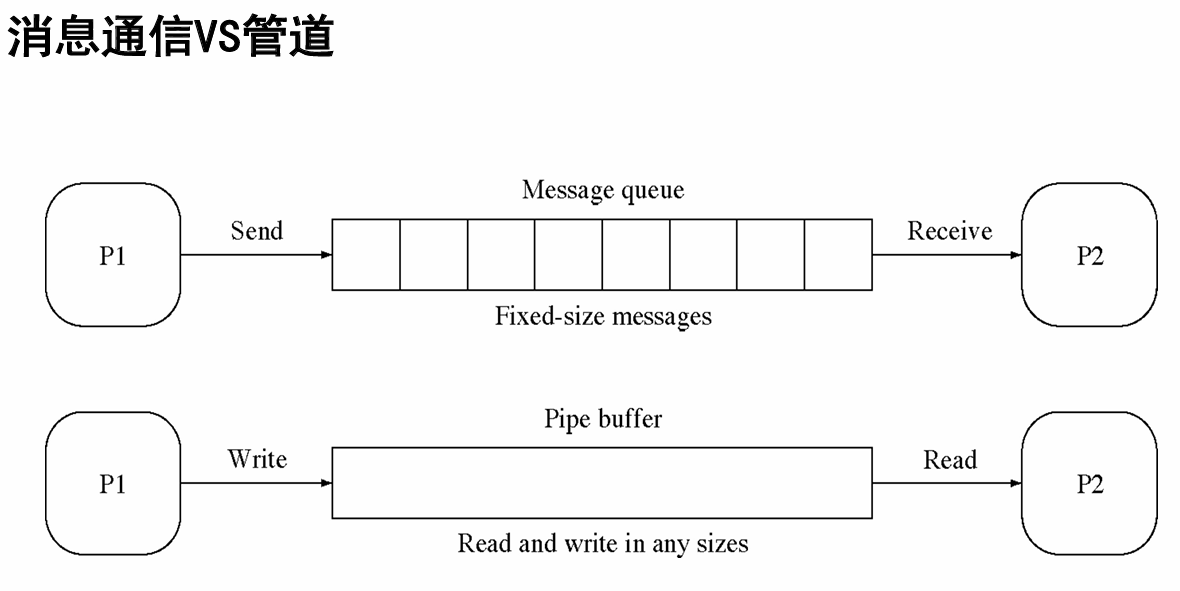 消息通信VS管道
Message queue
P1
Send
Receive
P2
Fixed-size messages
Pipe buffer
P1
Write
Read
P2
Read and write in any sizes